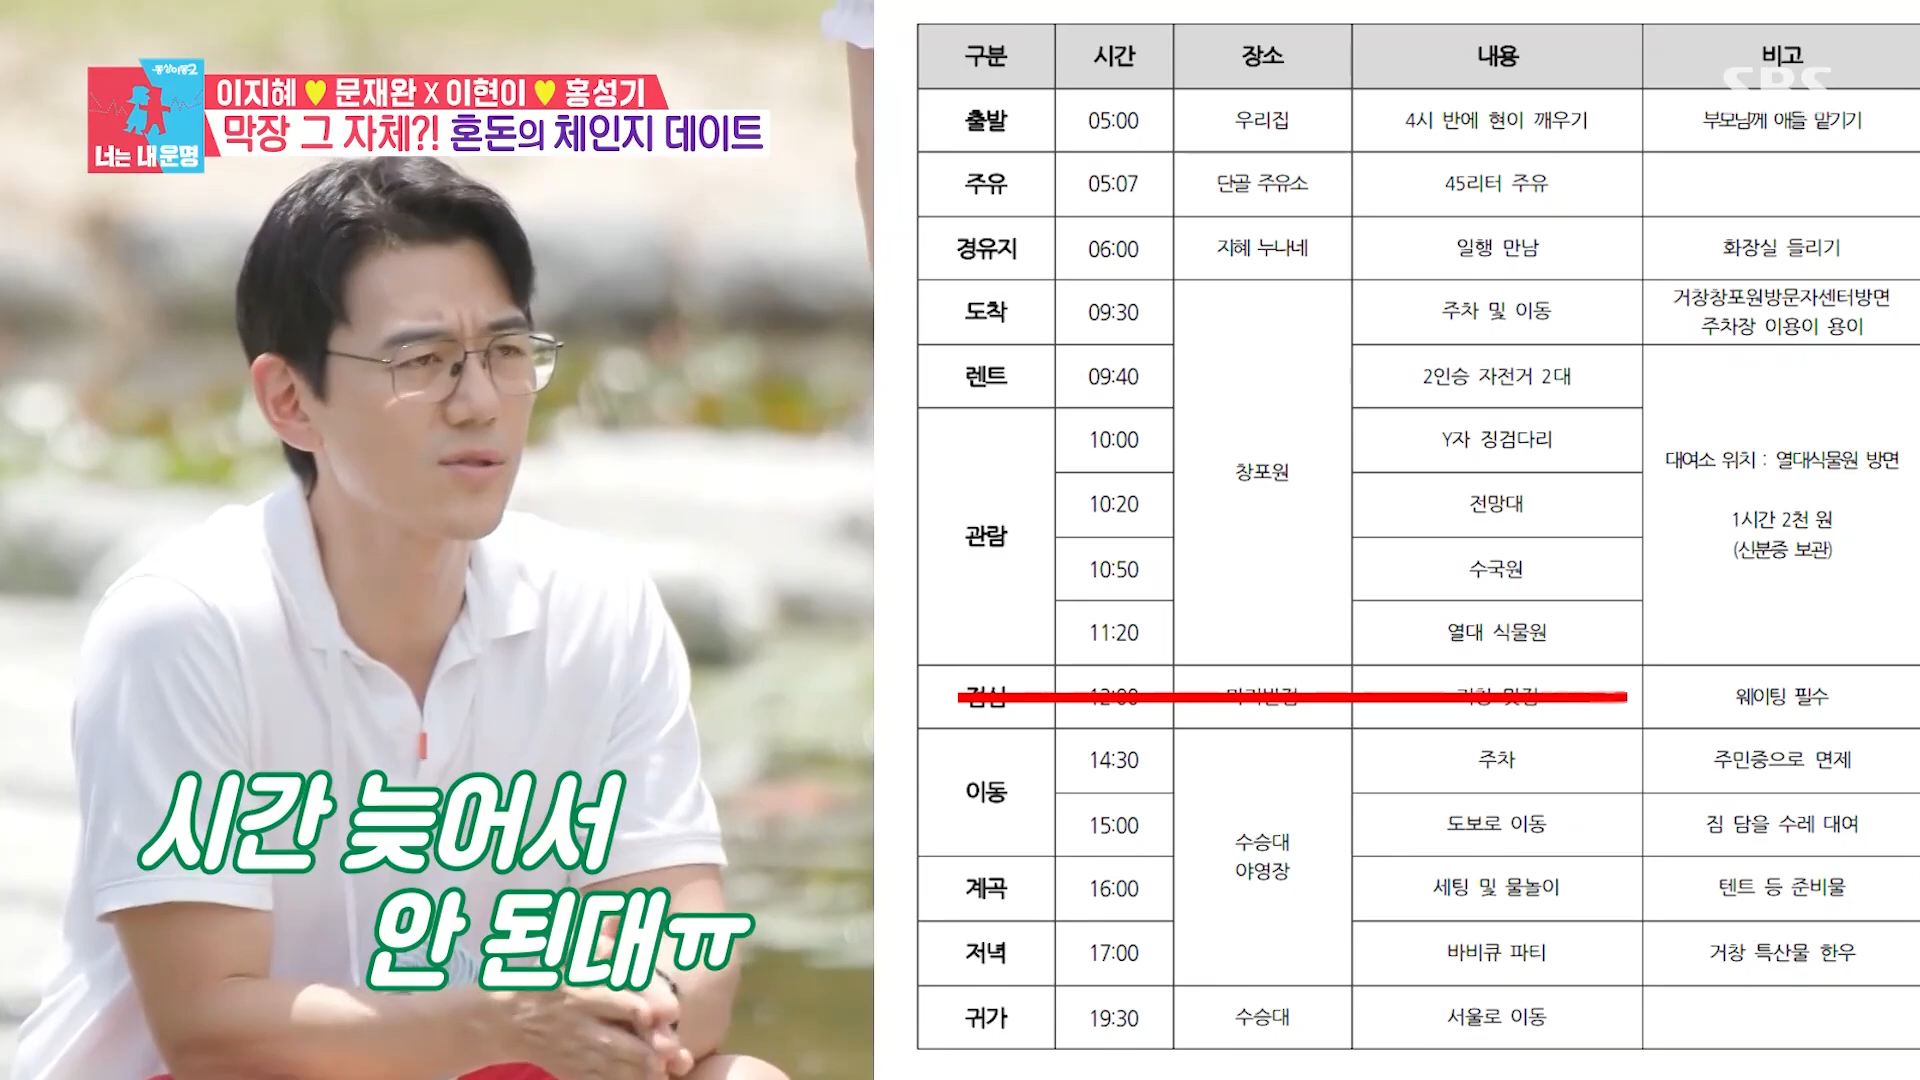 동상이몽2
너는 내운명
이지혜 ♥ 문재완 X 이현이 ♥ 홍성기
막장 그 자체?! 혼돈의 체인지 데이트
시간 늦어서
안 된대ㅠ
SBS
구분 시간 장소 내용 비고
출발 05:00 우리집 4시 반에 현이 깨우기 부모님께 애들 맡기기
주유 05:07 단골 주유소 45리터 주유
경유지 06:00 지혜 누나네 일행 만남 화장실 들리기
도착 09:30 주차 및 이동 거창창포원방문자센터방면
주차장 이용이 용이
렌트 09:40 2인승 자전거 2대
관람 10:00 창포원 Y자 징검다리 대여소 위치 : 열대식물원 방면
10:20 전망대 1시간 2천 원
(신분증 보관)
10:50 수국원
11:20 열대 식물원
점심 12:00 맛집 웨이팅 필수
이동 14:30 주차 주민증으로 면제
15:00 수승대 도보로 이동 짐 담을 수레 대여
야영장
계곡 16:00 세팅 및 물놀이 텐트 등 준비물
저녁 17:00 바비큐 파티 거창 특산물 한우
귀가 19:30 수승대 서울로 이동